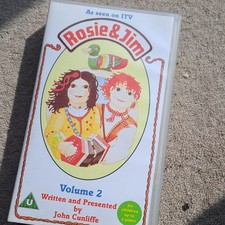 As seen on ITV
Rosie & Jim
Volume 2
Written and Presented
by
John Cunliffe
U